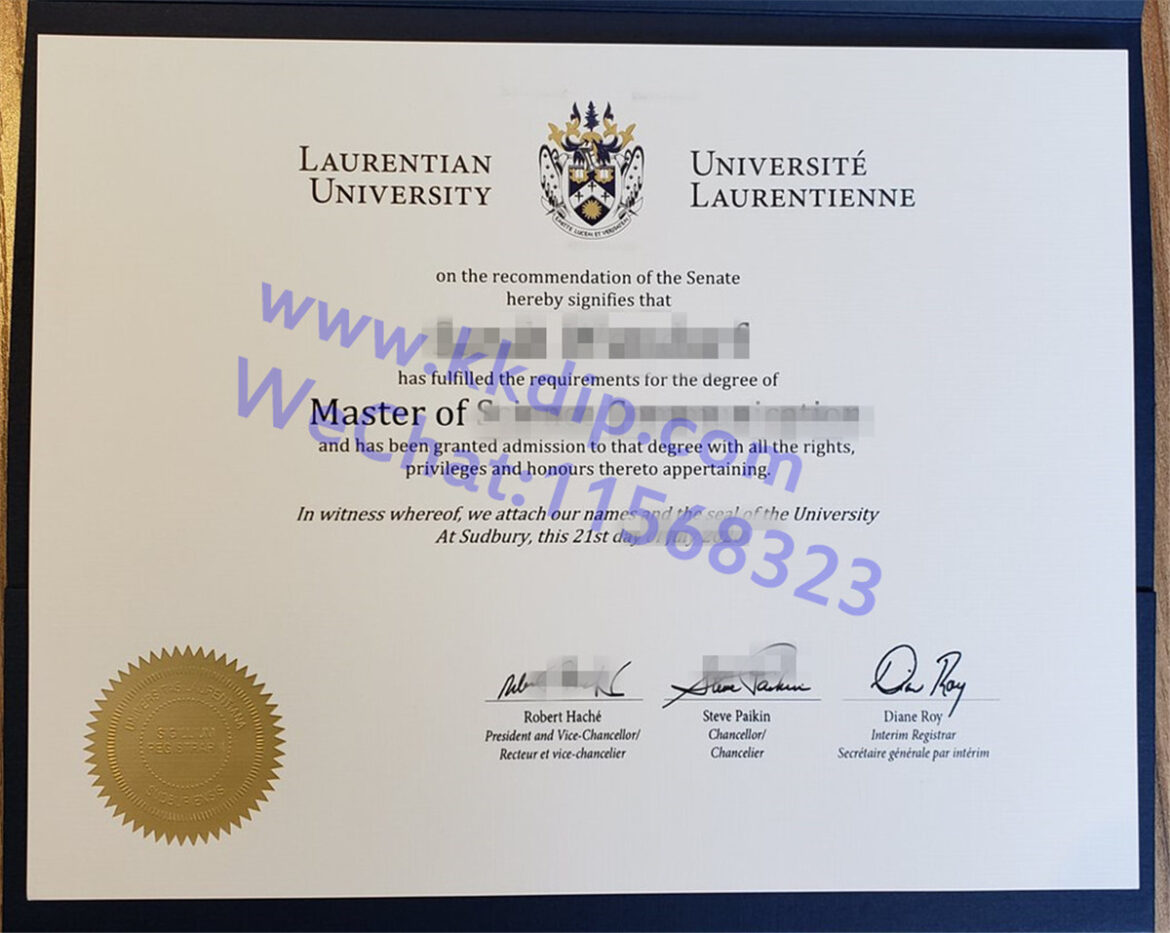 LAURENTIAN
UNIVERSITY
UNIVERSITÉ
LAURENTIENNE
on the recommendation of the Senate
hereby signifies that
has fulfilled the requirements for the degree of
Master of
and has been granted admission to that degree with all the rights,
privileges and honours thereto appertaining.
In witness whereof, we attach our names and the seal of the University
At Sudbury, this 21st day
www.kkdip.com
WeChat:11568323
SIGILLUM
Robert Haché
President and Vice-Chancellor/
Recteur et vice-chancelier
Steve Paikin
Chancellor/
Chancelier
Diane Roy
Interim Registrar
Secrétaire générale par intérim